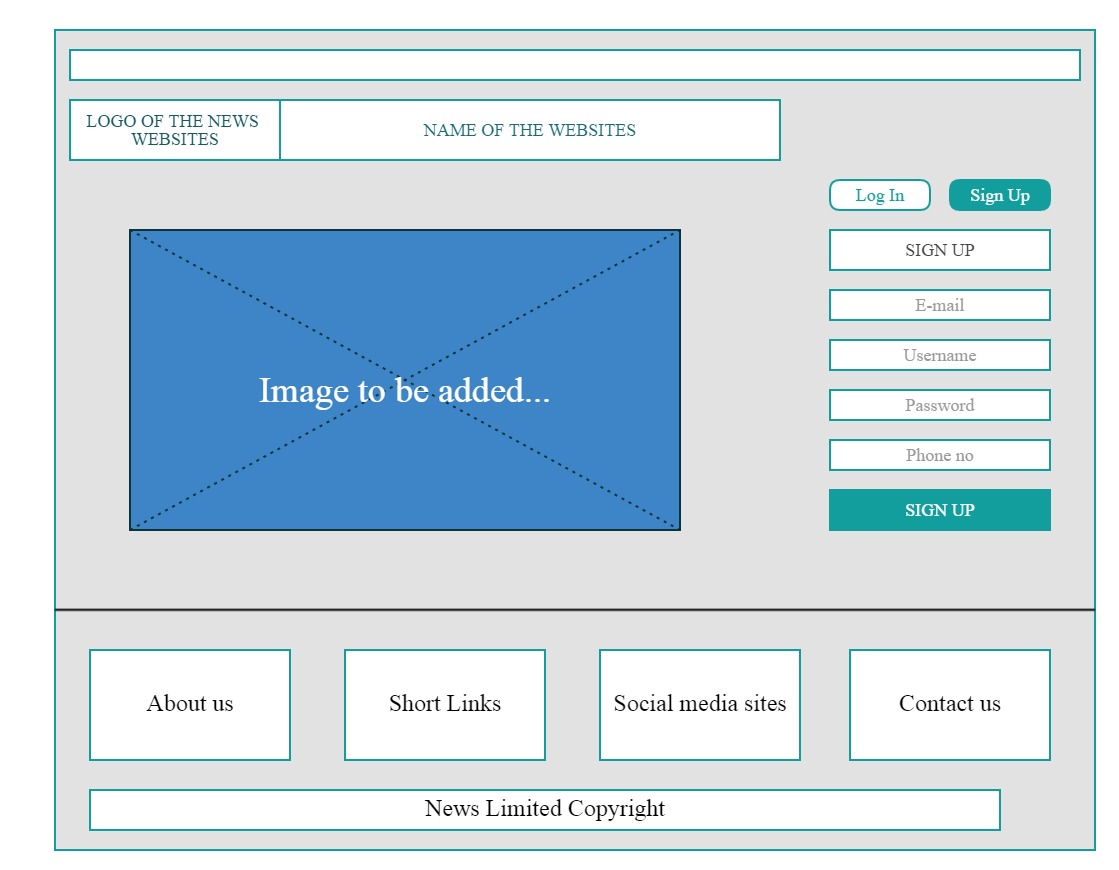 LOGO OF THE NEWS
WEBSITES
NAME OF THE WEBSITES
Log In
Sign Up
SIGN UP
E-mail
Username
Password
Phone no
SIGN UP
Image to be added...
About us
Short Links
Social media sites
Contact us
News Limited Copyright